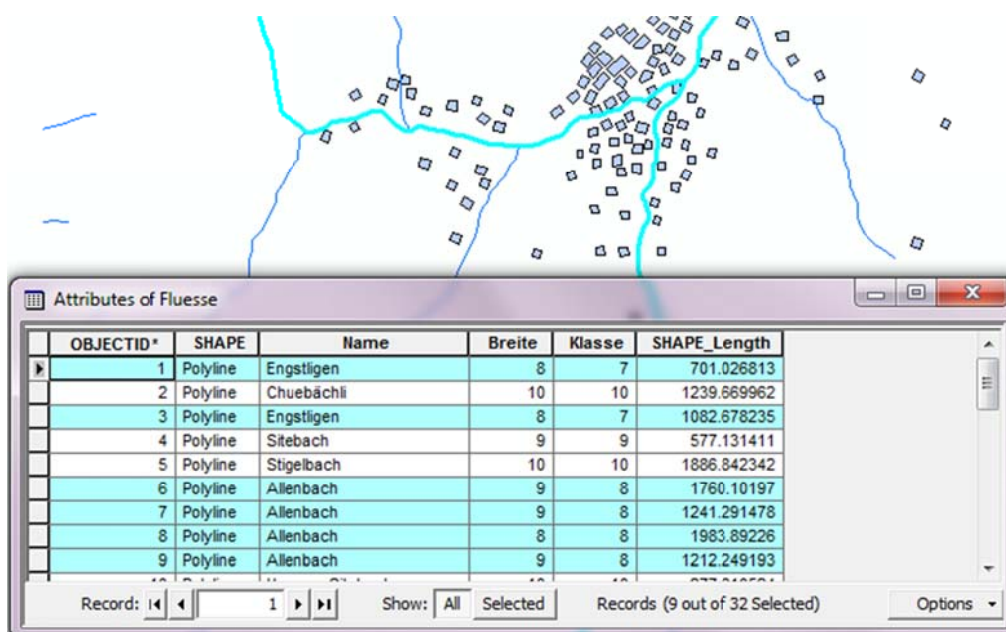 Attributes of Fluesse
OBJECTID* SHAPE Name Breite Klasse SHAPE_Length
1 Polyline Engstligen 8 7 701.026813
2 Polyline Chuebächli 10 10 1239.669962
3 Polyline Engstligen 8 7 1082.678235
4 Polyline Sitebach 9 9 577.131411
5 Polyline Stigelbach 10 10 1886.842342
6 Polyline Allenbach 9 8 1760.10197
7 Polyline Allenbach 9 8 1241.291478
8 Polyline Allenbach 8 8 1983.89226
9 Polyline Allenbach 9 8 1212.249193
Record: 1 Show: All Selected Records (9 out of 32 Selected) Options